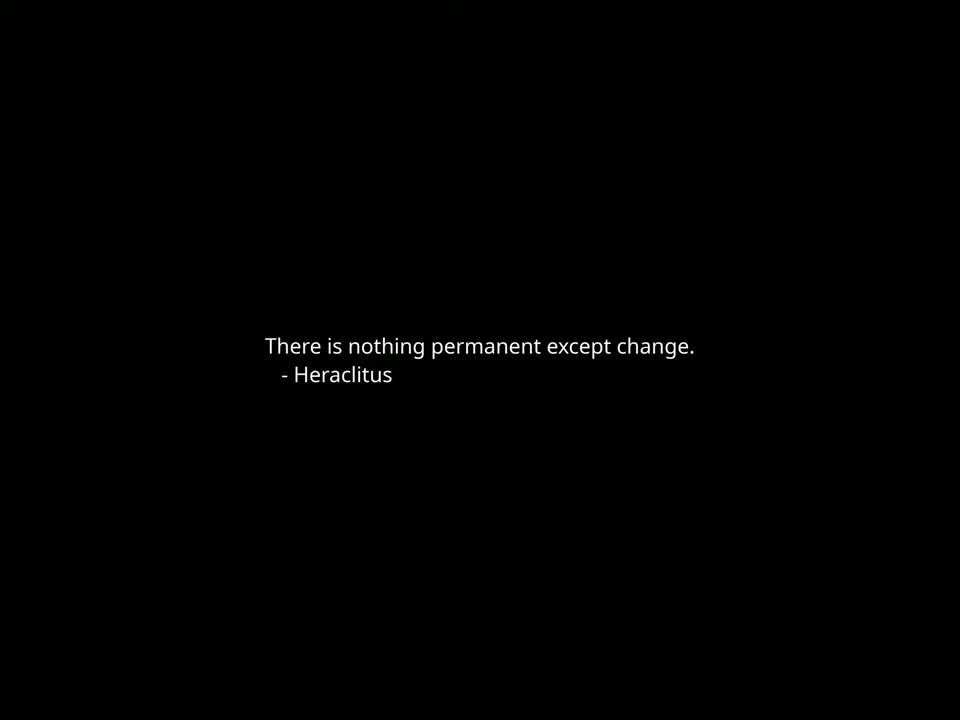 There is nothing permanent except change.
- Heraclitus